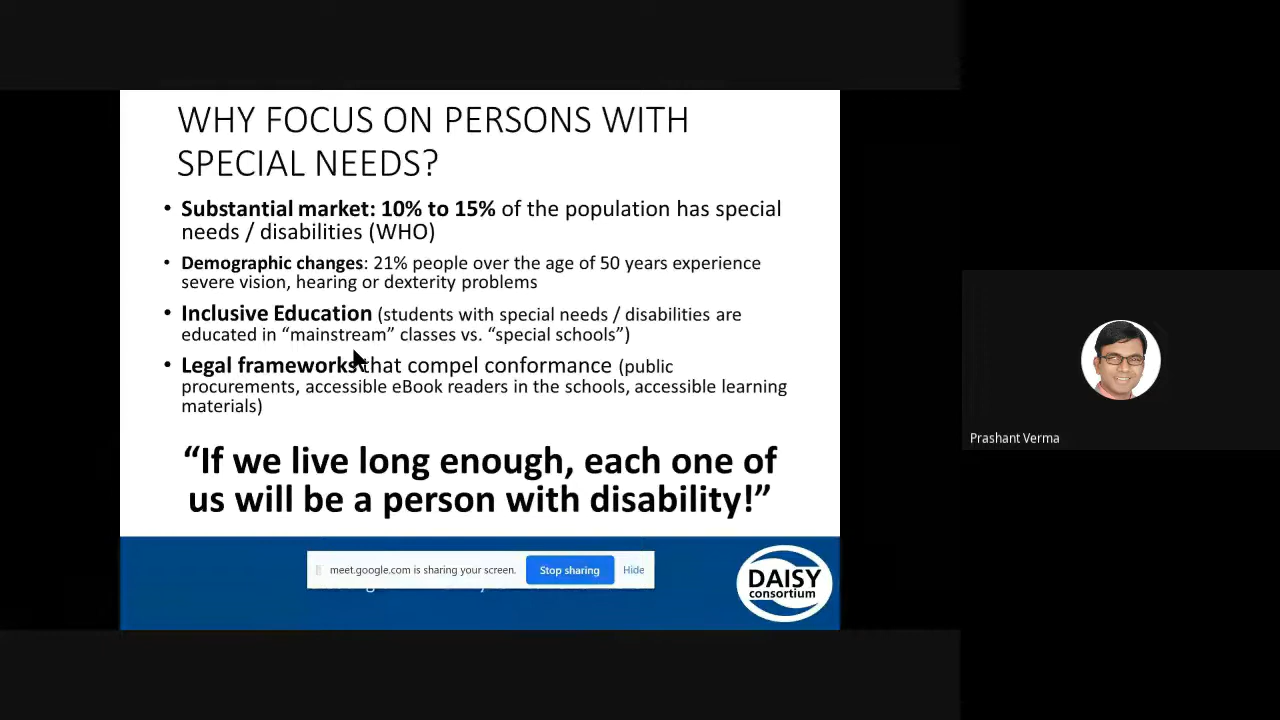 WHY FOCUS ON PERSONS WITH
SPECIAL NEEDS?
• Substantial market: 10% to 15% of the population has special
needs / disabilities (WHO)
• Demographic changes: 21% people over the age of 50 years experience
severe vision, hearing or dexterity problems
• Inclusive Education (students with special needs / disabilities are
educated in “mainstream” classes vs. “special schools”)
• Legal frameworks that compel conformance (public
procurements, accessible eBook readers in the schools, accessible learning
materials)
“If we live long enough, each one of
us will be a person with disability!”
meet.google.com is sharing your screen.
Stop sharing
Hide
DAISY
consortium
Prashant Verma